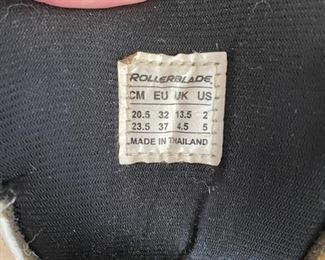 ROLLERBLADE
CM EU UK US
20.5 32 13.5 2
23.5 37 4.5 5
MADE IN THAILAND